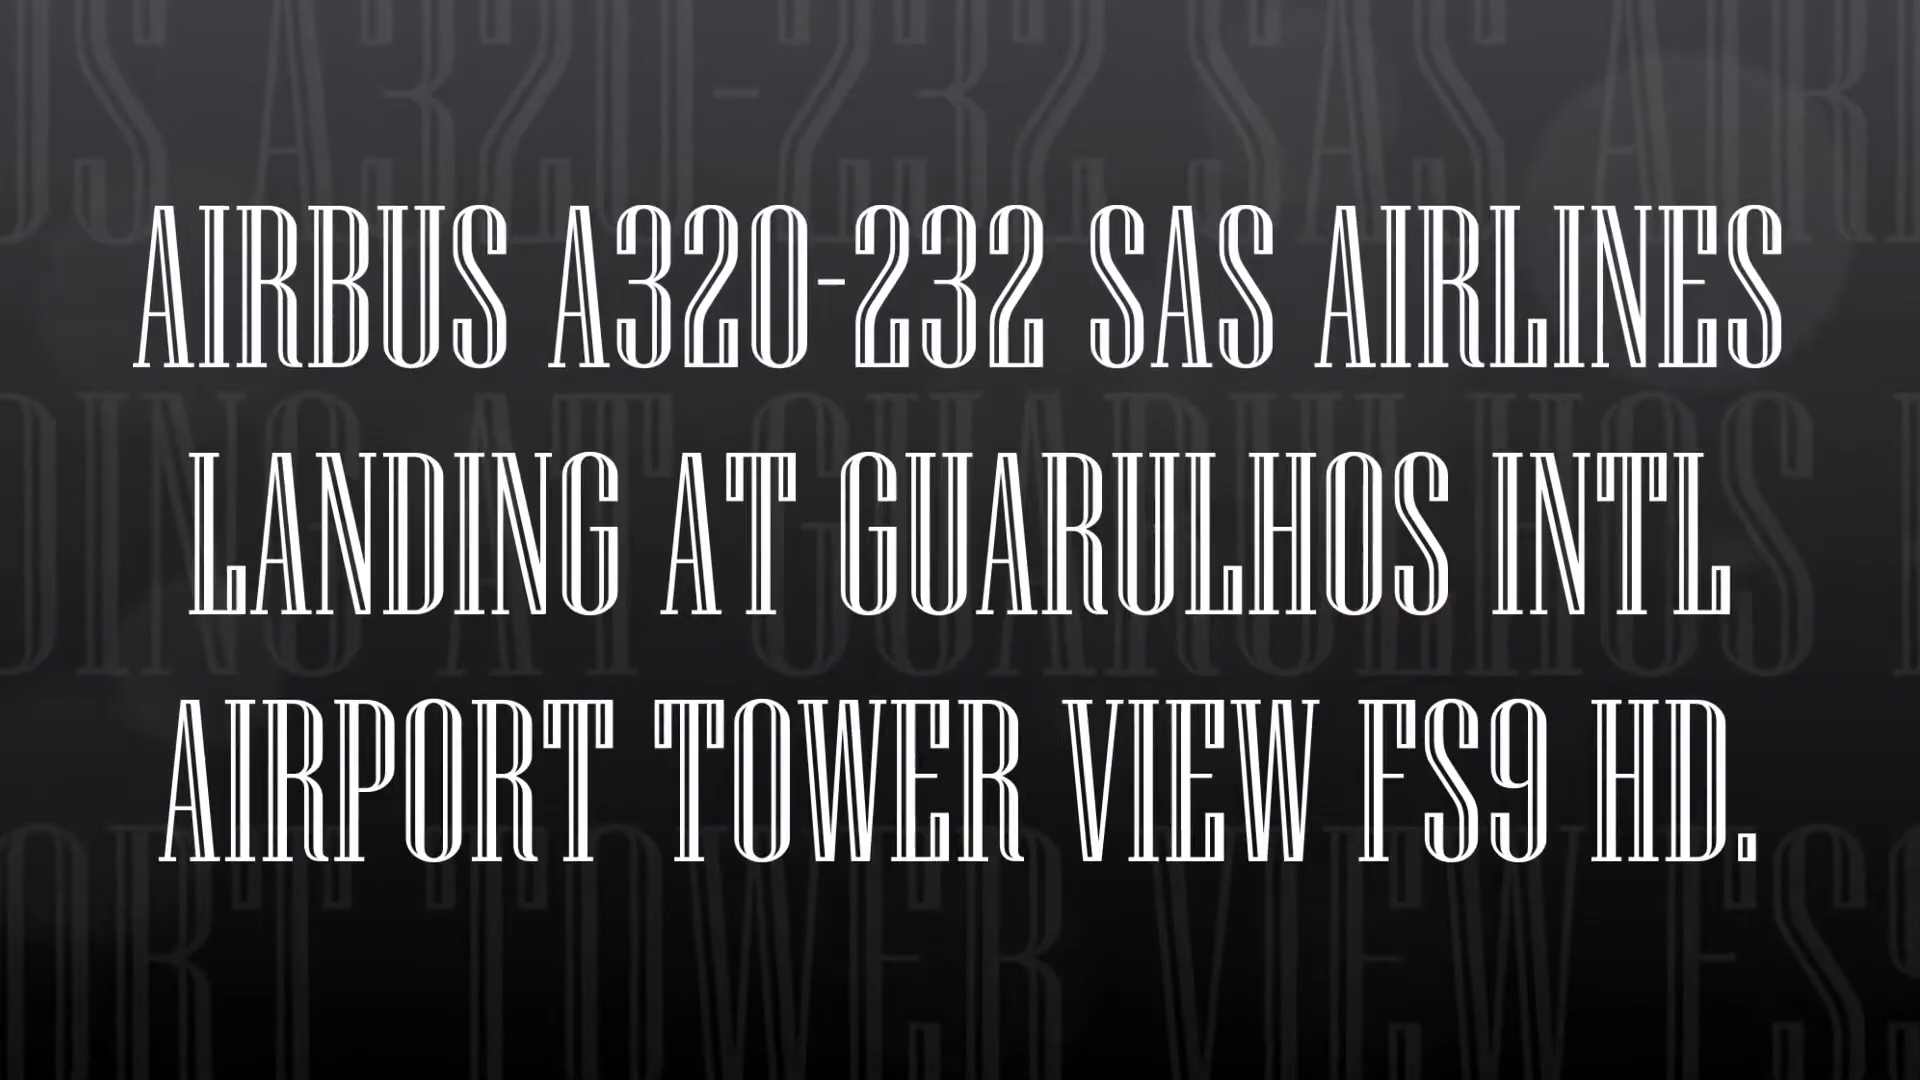 AIRBUS A320-232 SAS AIRLINES
LANDING AT GUARULHOS INTL
AIRPORT TOWER VIEW FS9 HD.